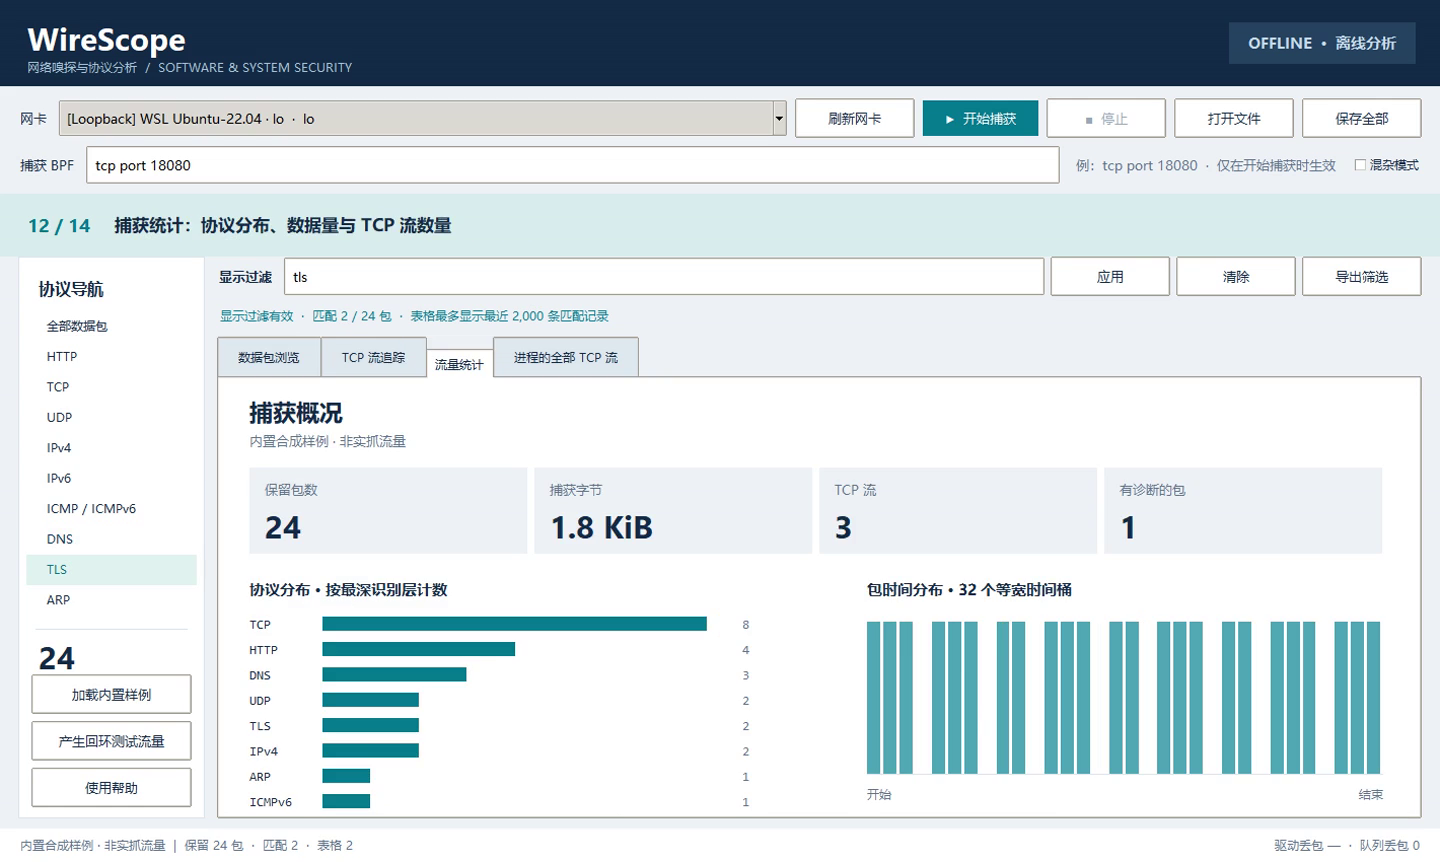 WireScope
网络嗅探与协议分析 / SOFTWARE & SYSTEM SECURITY
OFFLINE • 离线分析
网卡 [Loopback] WSL Ubuntu-22.04 · lo · lo 刷新网卡 ▶ 开始捕获 ■ 停止 打开文件 保存全部
捕获 BPF tcp port 18080 例: tcp port 18080 · 仅在开始捕获时生效 混杂模式
12 / 14 捕获统计：协议分布、数据量与 TCP 流数量
协议导航
全部数据包
HTTP
TCP
UDP
IPv4
IPv6
ICMP / ICMPv6
DNS
TLS
ARP
24
加载内置样例
产生回环测试流量
使用帮助
显示过滤 tls 应用 清除 导出筛选
显示过滤有效 · 匹配 2 / 24 包 · 表格最多显示最近 2,000 条匹配记录
数据包浏览 TCP 流追踪 流量统计 进程的全部 TCP 流
捕获概况
内置合成样例 · 非实抓流量
保留包数 捕获字节 TCP 流 有诊断的包
24 1.8 KiB 3 1
协议分布 • 按最深识别层计数
TCP 8
HTTP 4
DNS 3
UDP 2
TLS 2
IPv4 2
ARP 1
ICMPv6 1
包时间分布 • 32 个等宽时间桶
开始 结束
内置合成样例 · 非实抓流量 | 保留 24 包 · 匹配 2 · 表格 2
驱动丢包 — · 队列丢包 0